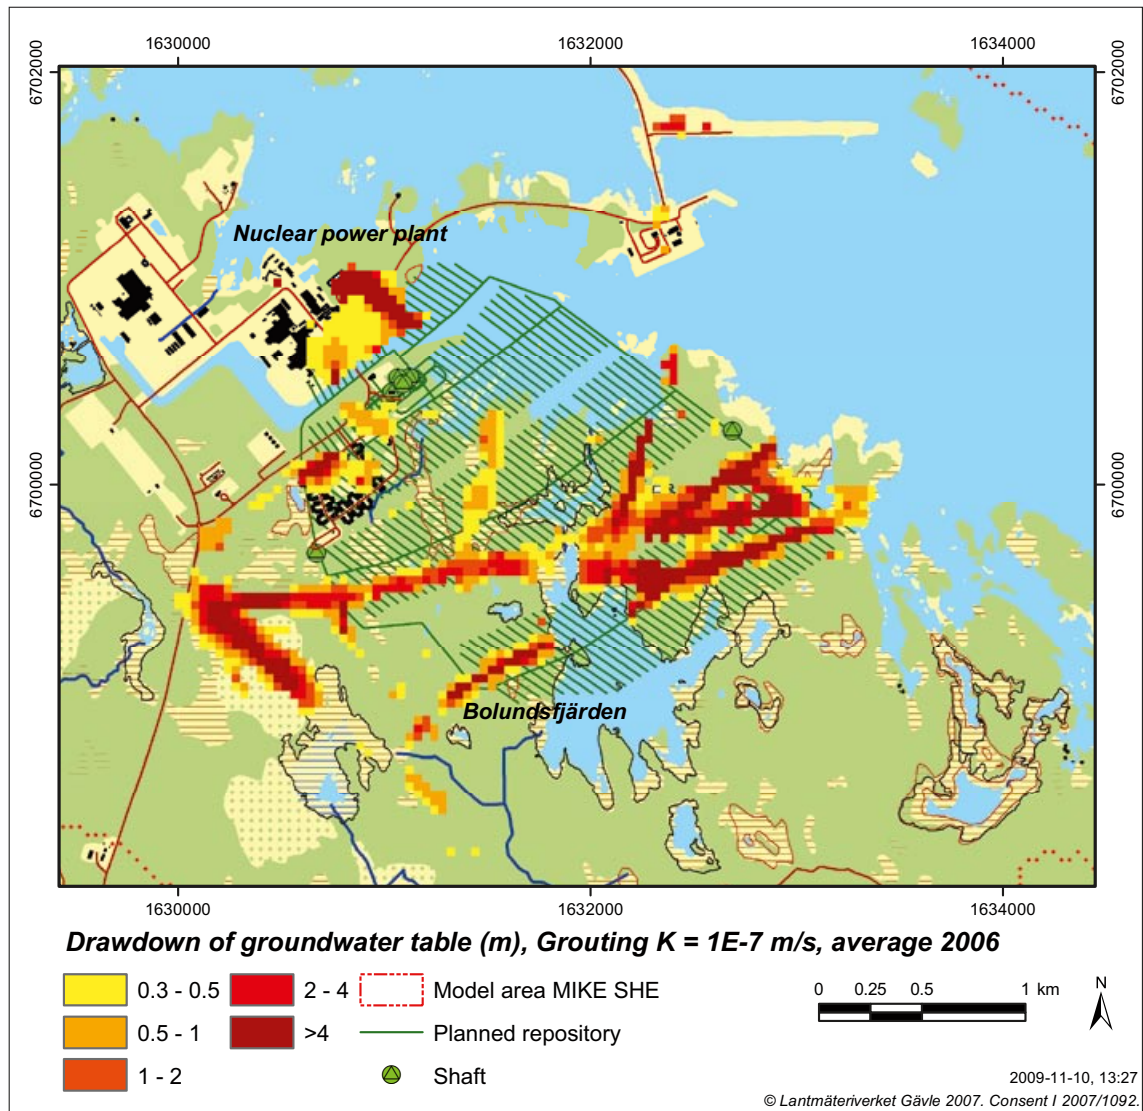 1630000 1632000 1634000
6702000 6702000
Nuclear power plant
6700000 6700000
Bolundsfjärden
1630000 1632000 1634000
Drawdown of groundwater table (m), Grouting K = 1E-7 m/s, average 2006
0.3 - 0.5 2 - 4 Model area MIKE SHE
0.5 - 1 >4 Planned repository
1 - 2 Shaft
0 0.25 0.5 1 km
N
2009-11-10, 13:27
© Lantmäteriverket Gävle 2007. Consent I 2007/1092.